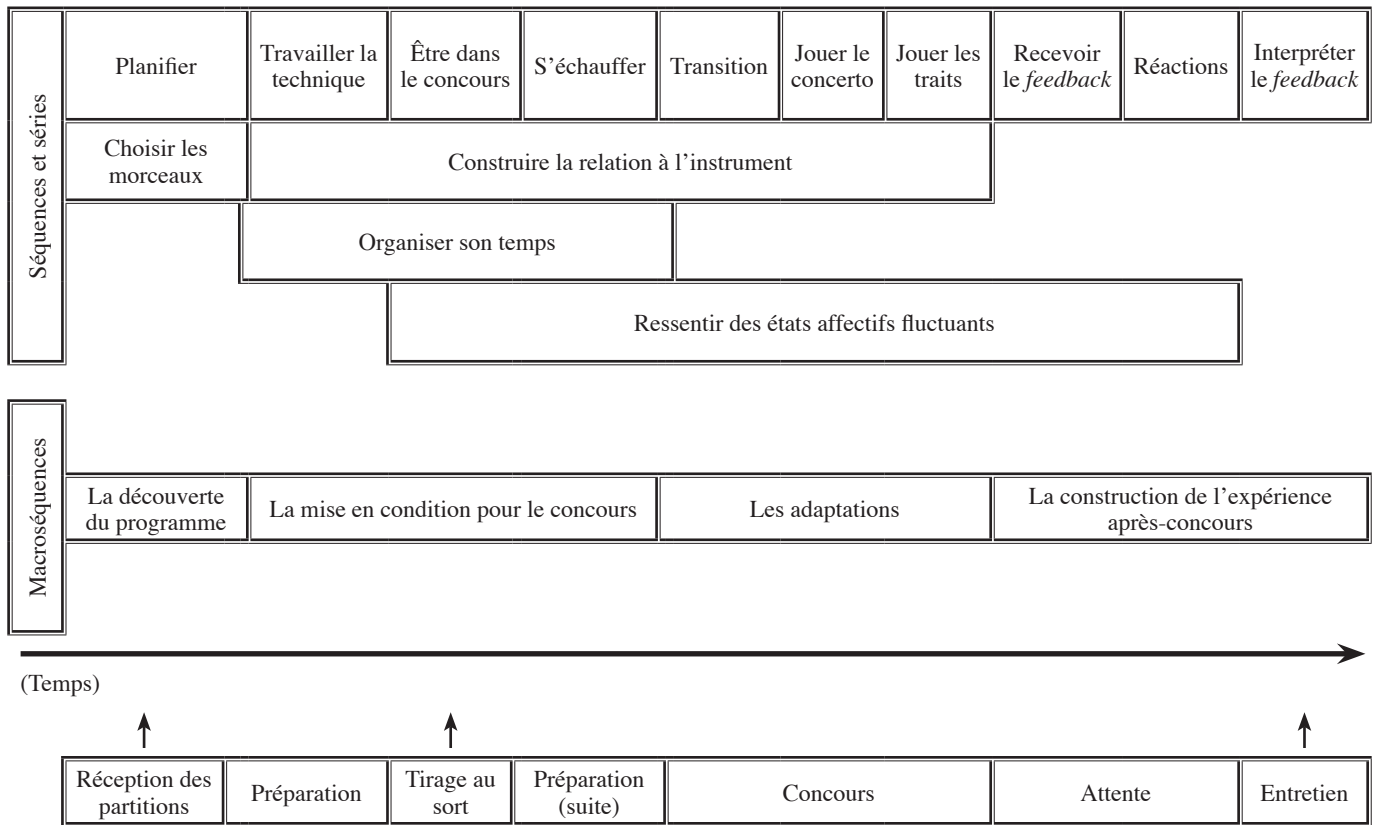 Séquences et séries
Planifier
Travailler la
technique
Être dans
le concours
S’échauffer
Transition
Jouer le
concerto
Jouer les
traits
Recevoir
le feedback
Réactions
Interpréter
le feedback
Choisir les
morceaux
Construire la relation à l’instrument
Organiser son temps
Ressentir des états affectifs fluctuants
Macroséquences
La découverte
du programme
La mise en condition pour le concours
Les adaptations
La construction de l’expérience
après-concours
(Temps)
Réception des
partitions
Préparation
Tirage au
sort
Préparation
(suite)
Concours
Attente
Entretien